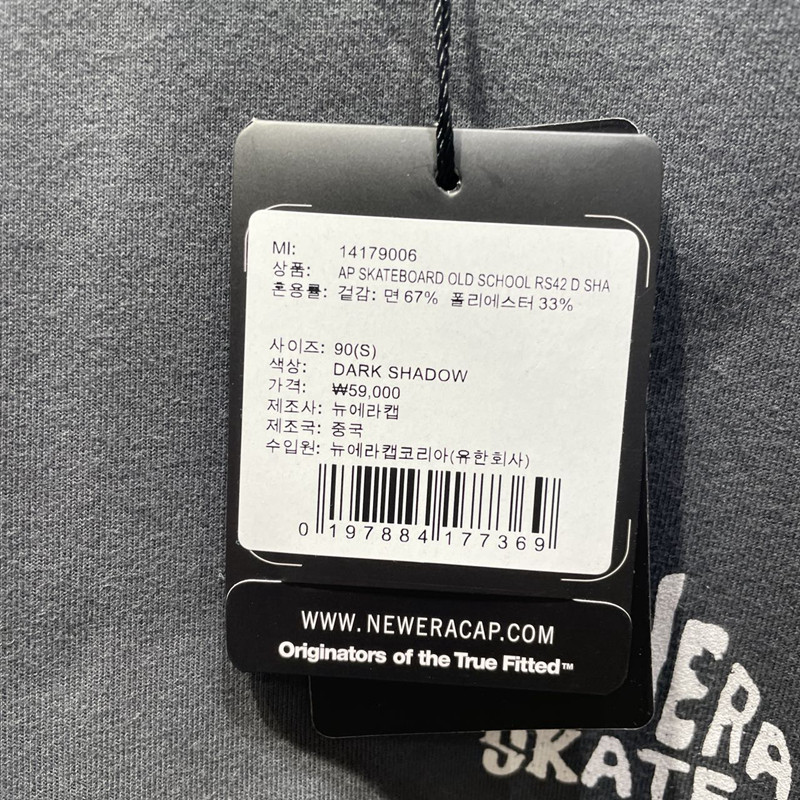 MI: 14179006
상품: AP SKATEBOARD OLD SCHOOL RS42 D SHA
혼용률: 겉감: 면 67% 폴리에스터 33%
사이즈: 90(S)
색상: DARK SHADOW
가격: ₩59,000
제조사: 뉴에라캡
제조국: 중국
수입원: 뉴에라캡코리아(유한회사)
0 197884 177369
WWW.NEWERACAP.COM
Originators of the True Fitted™
ERA
SKATE